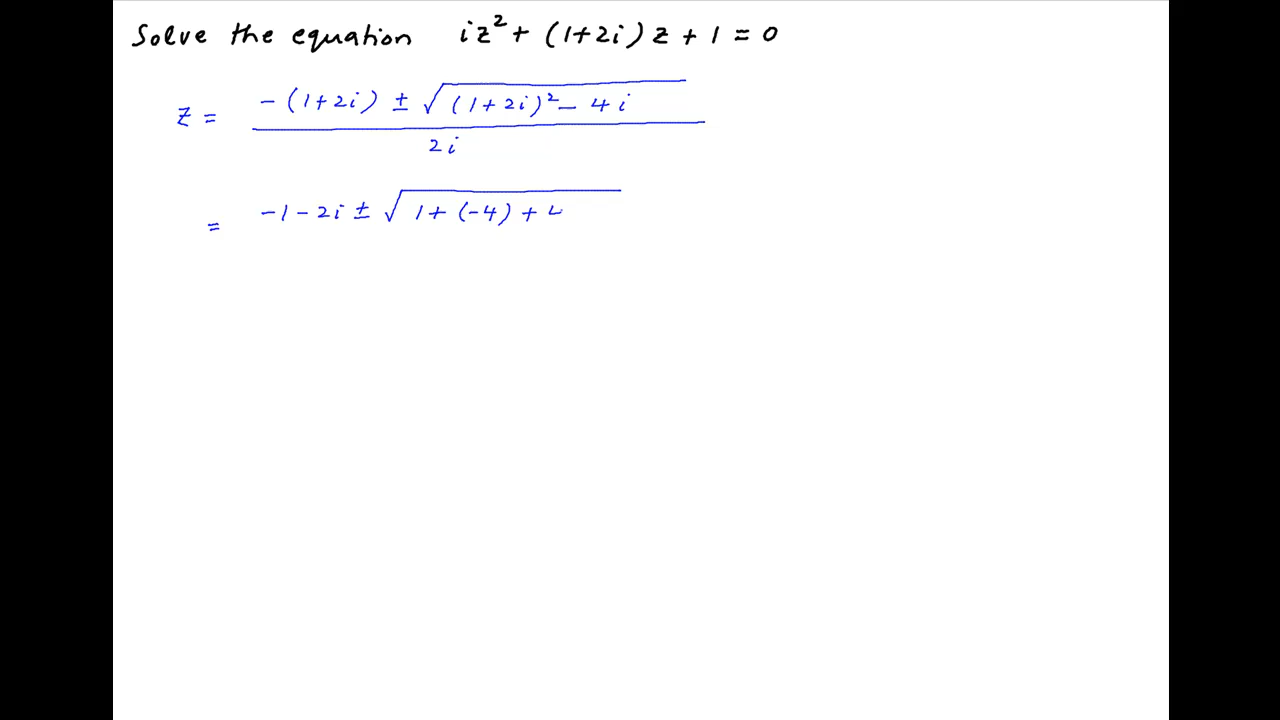 Solve the equation iz² + (1+2i) z + 1 = 0
z = (-(1+2i) ± √((1+2i)² - 4i)) / 2i
= -1 - 2i ± √(1 + (-4) + 4